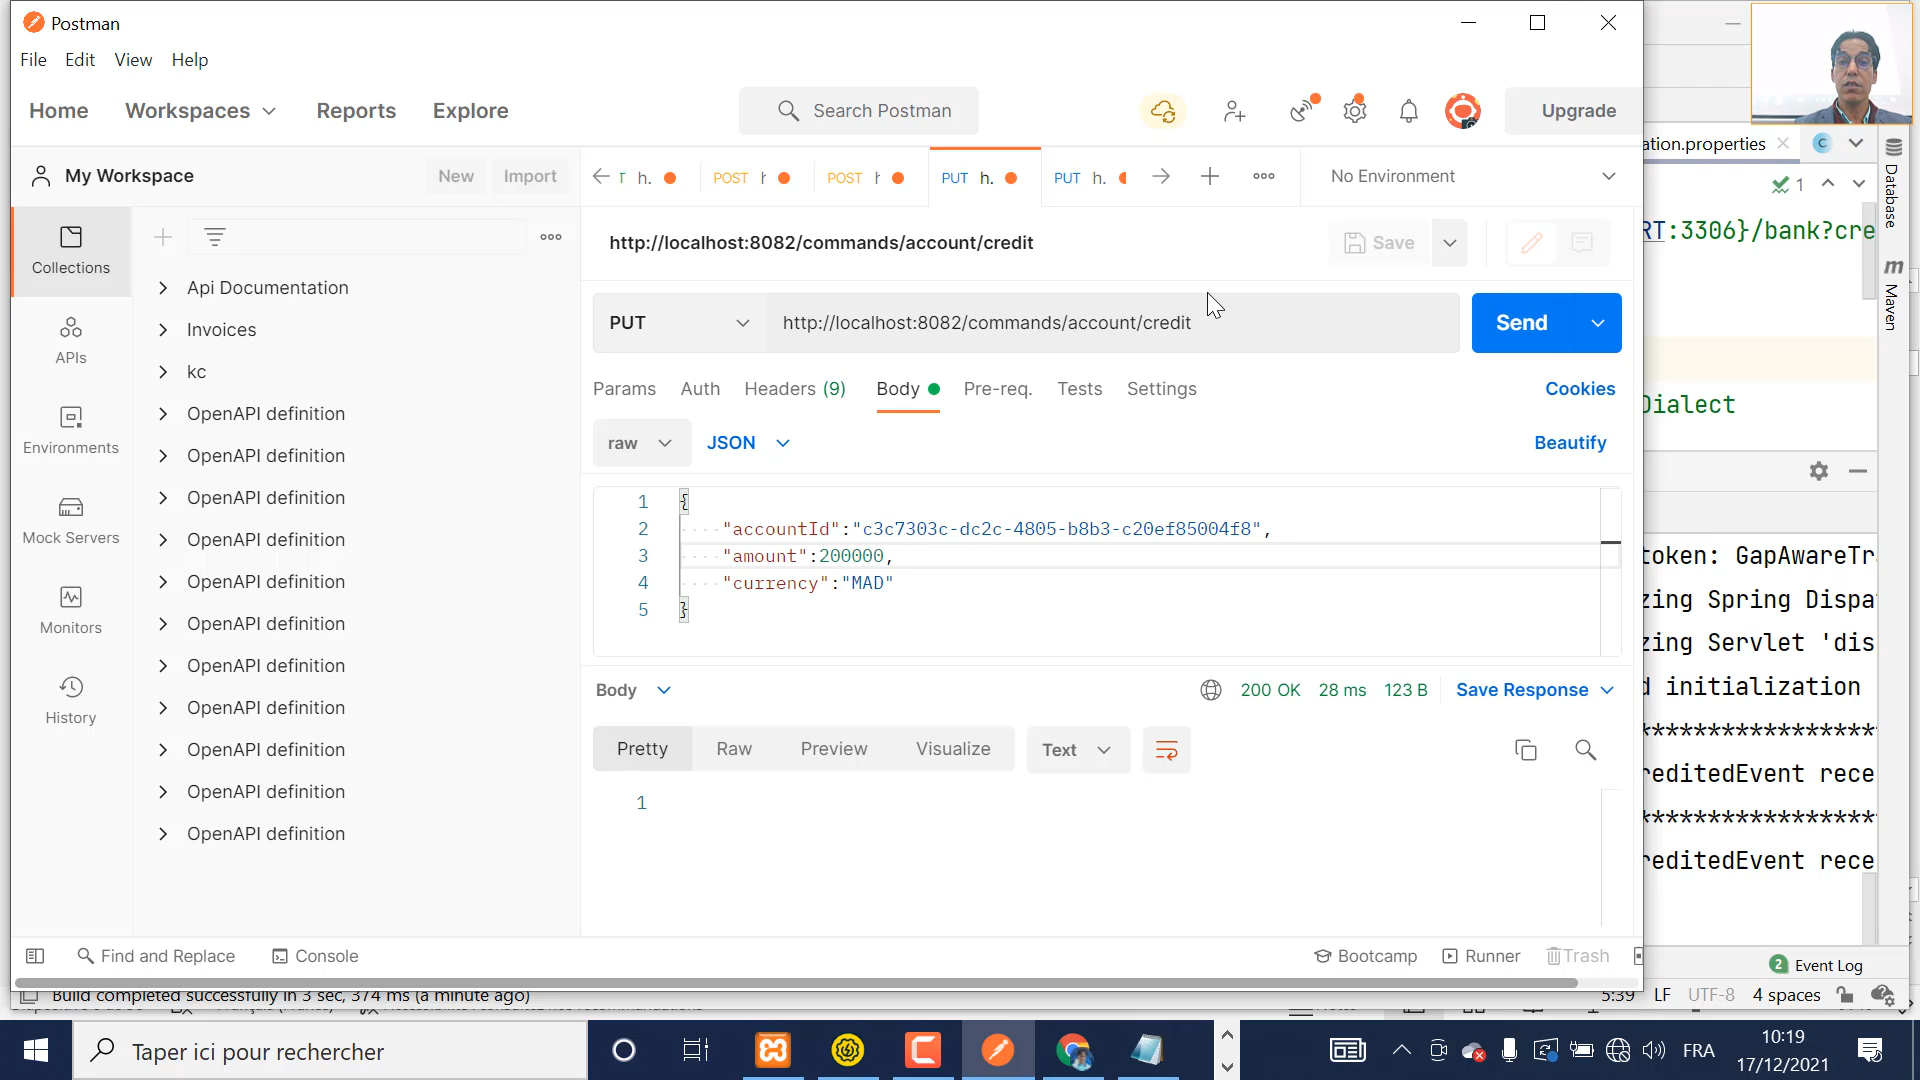 Postman
File Edit View Help
Home Workspaces Reports Explore
Search Postman
Upgrade
My Workspace
New Import
T h. POST POST PUT h. PUT h.
No Environment
Collections
APIs
Environments
Mock Servers
Monitors
History
Api Documentation
Invoices
kc
OpenAPI definition
OpenAPI definition
OpenAPI definition
OpenAPI definition
OpenAPI definition
OpenAPI definition
OpenAPI definition
OpenAPI definition
OpenAPI definition
OpenAPI definition
OpenAPI definition
http://localhost:8082/commands/account/credit
Save
PUT http://localhost:8082/commands/account/credit
Send
Params Auth Headers (9) Body Pre-req. Tests Settings
Cookies
raw JSON
Beautify
1 {
2 "accountId":"c3c7303c-dc2c-4805-b8b3-c20ef85004f8",
3 "amount":200000,
4 "currency":"MAD"
5 }
Body
200 OK 28 ms 123 B Save Response
Pretty Raw Preview Visualize Text
1
Find and Replace Console
Bootcamp Runner Trash
ation.properties
1
RT:3306}/bank?cre
Dialect
token: GapAwareTr
zing Spring Dispa
zing Servlet 'dis
d initialization
*******************
reditedEvent rece
*******************
reditedEvent rece
Database
m Maven
2 Event Log
Build completed successfully in 3 sec, 374 ms (a minute ago)
5:39 LF UTF-8 4 spaces
Taper ici pour rechercher
FRA
10:19
17/12/2021